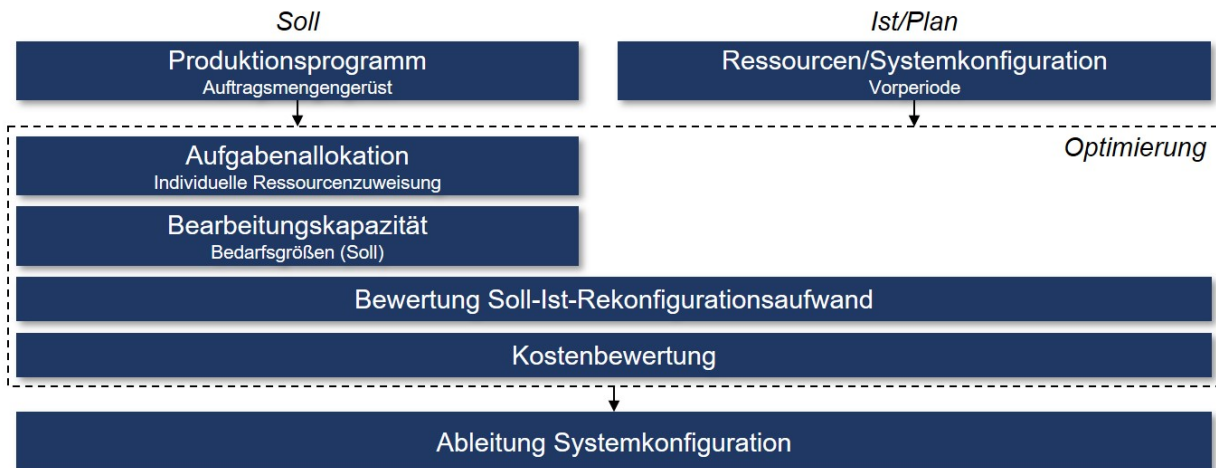 Soll
Ist/Plan
Produktionsprogramm
Auftragsmengengerüst
Ressourcen/Systemkonfiguration
Vorperiode
Optimierung
Aufgabenallokation
Individuelle Ressourcenzuweisung
Bearbeitungskapazität
Bedarfsgrößen (Soll)
Bewertung Soll-Ist-Rekonfigurationsaufwand
Kostenbewertung
Ableitung Systemkonfiguration